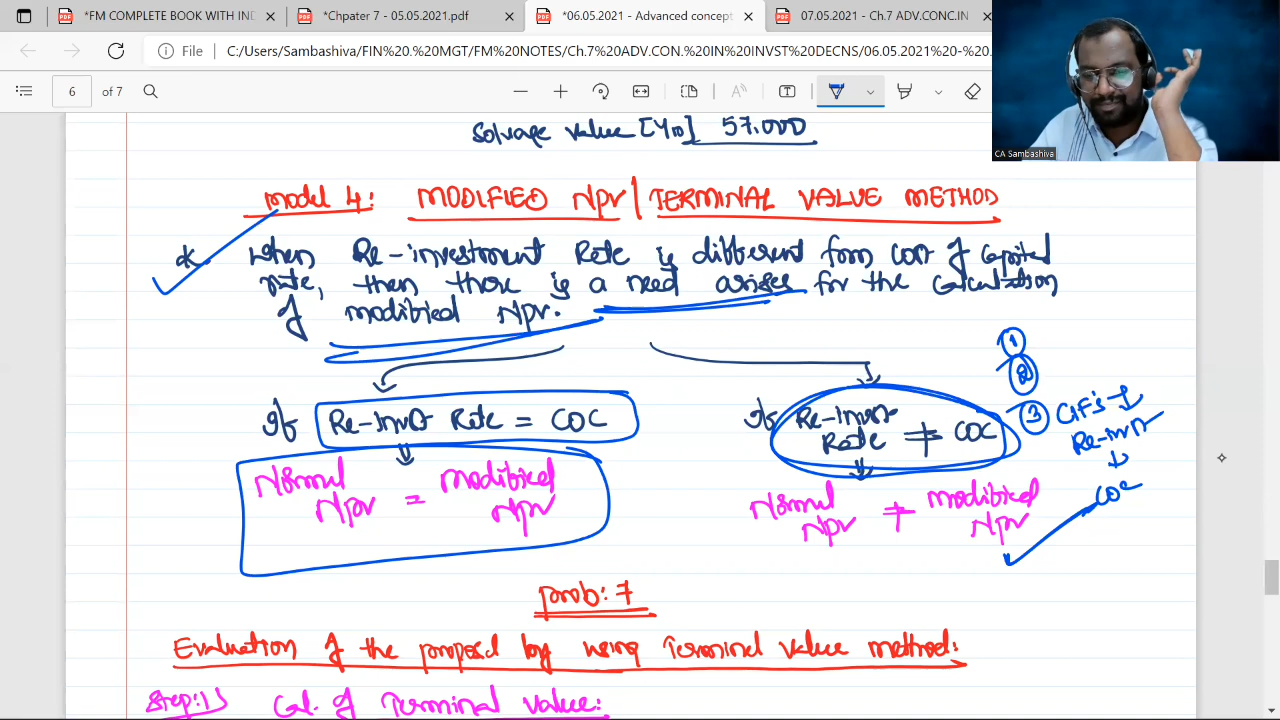 *FM COMPLETE BOOK WITH IND
*Chpater 7 - 05.05.2021.pdf
*06.05.2021 - Advanced concept
07.05.2021 - Ch.7 ADV.CONC.IN
File
C:/Users/Sambashiva/FIN%20.%20MGT/FM%20NOTES/Ch.7%20ADV.CON.%20IN%20INVST%20DECNS/06.05.2021%20-%20.
6 of 7
CA Sambashiva
Salvage Value [Y10] 57.000
Model 4: MODIFIED NPV | TERMINAL VALUE METHOD
* When Re-investment Rate is different from cost of capital
rate, then there is a need arises for the calculation
of modified NPV.
If Re-Invt Rate = COC
If Re-Invt Rate ≠ COC
Normal NPV = Modified NPV
Normal NPV ≠ Modified NPV
1
2
3 CIF's
Re-invt
COC
prob: 7
Evaluation of the proposal by using Terminal Value method:
Step:1) Cal. of Terminal Value: